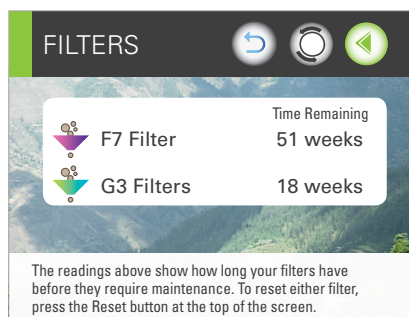 FILTERS
Time Remaining
F7 Filter 51 weeks
G3 Filters 18 weeks
The readings above show how long your filters have
before they require maintenance. To reset either filter,
press the Reset button at the top of the screen.